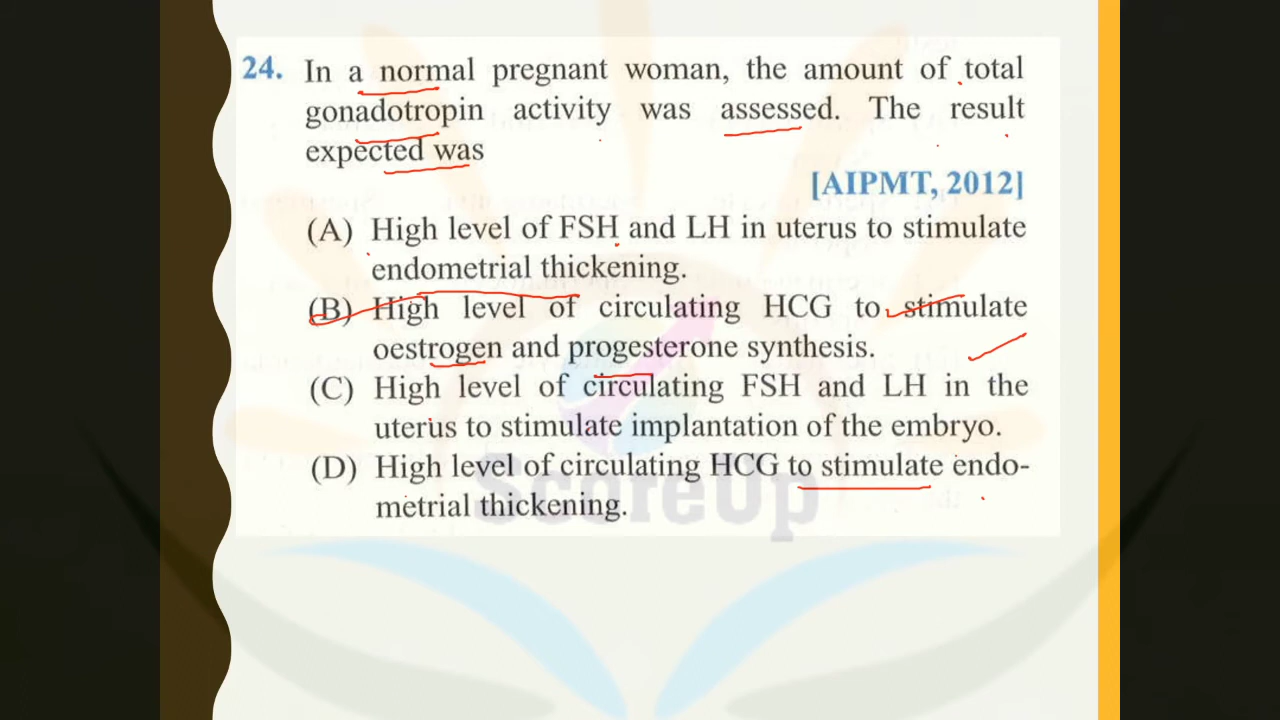 24. In a normal pregnant woman, the amount of total
gonadotropin activity was assessed. The result
expected was
[AIPMT, 2012]
(A) High level of FSH and LH in uterus to stimulate
endometrial thickening.
(B) High level of circulating HCG to stimulate
oestrogen and progesterone synthesis.
(C) High level of circulating FSH and LH in the
uterus to stimulate implantation of the embryo.
(D) High level of circulating HCG to stimulate endo-
metrial thickening.
ScoreUp